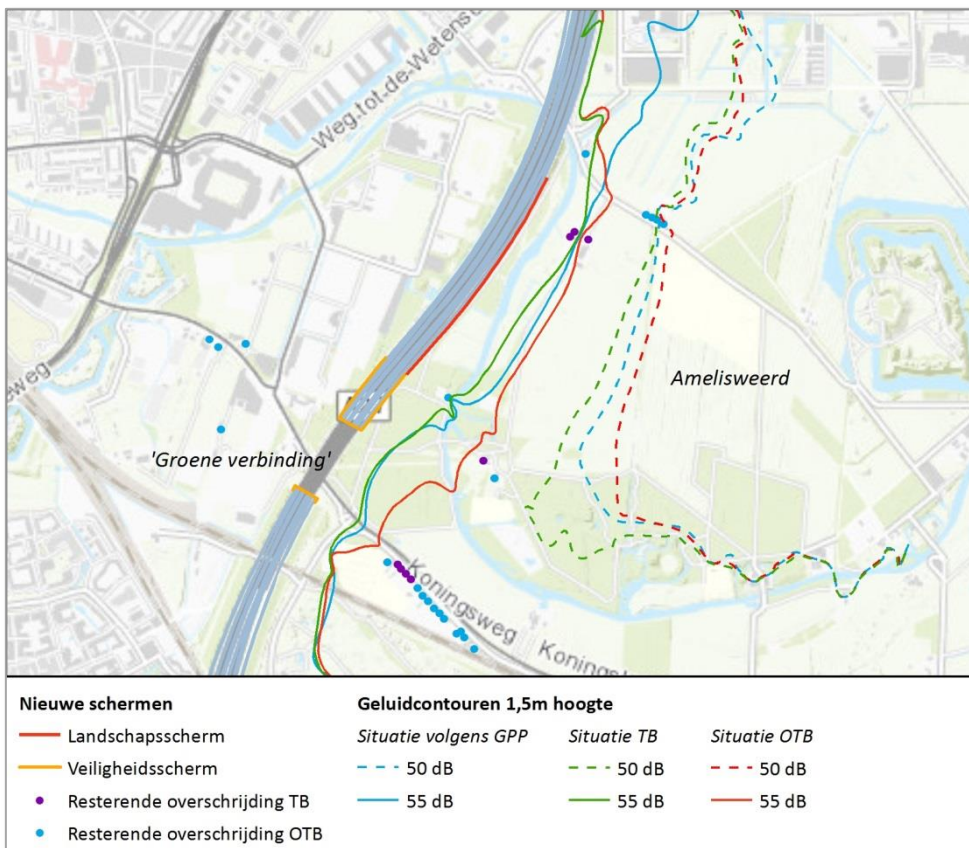 Weg-tot-de-Wetens
eweg
Amelisweerd
'Groene verbinding'
Koningsweg
Nieuwe schermen
Landschapsscherm
Veiligheidsscherm
Resterende overschrijding TB
Resterende overschrijding OTB
Geluidcontouren 1,5m hoogte
Situatie volgens GPP
Situatie TB
Situatie OTB
50 dB
50 dB
50 dB
55 dB
55 dB
55 dB